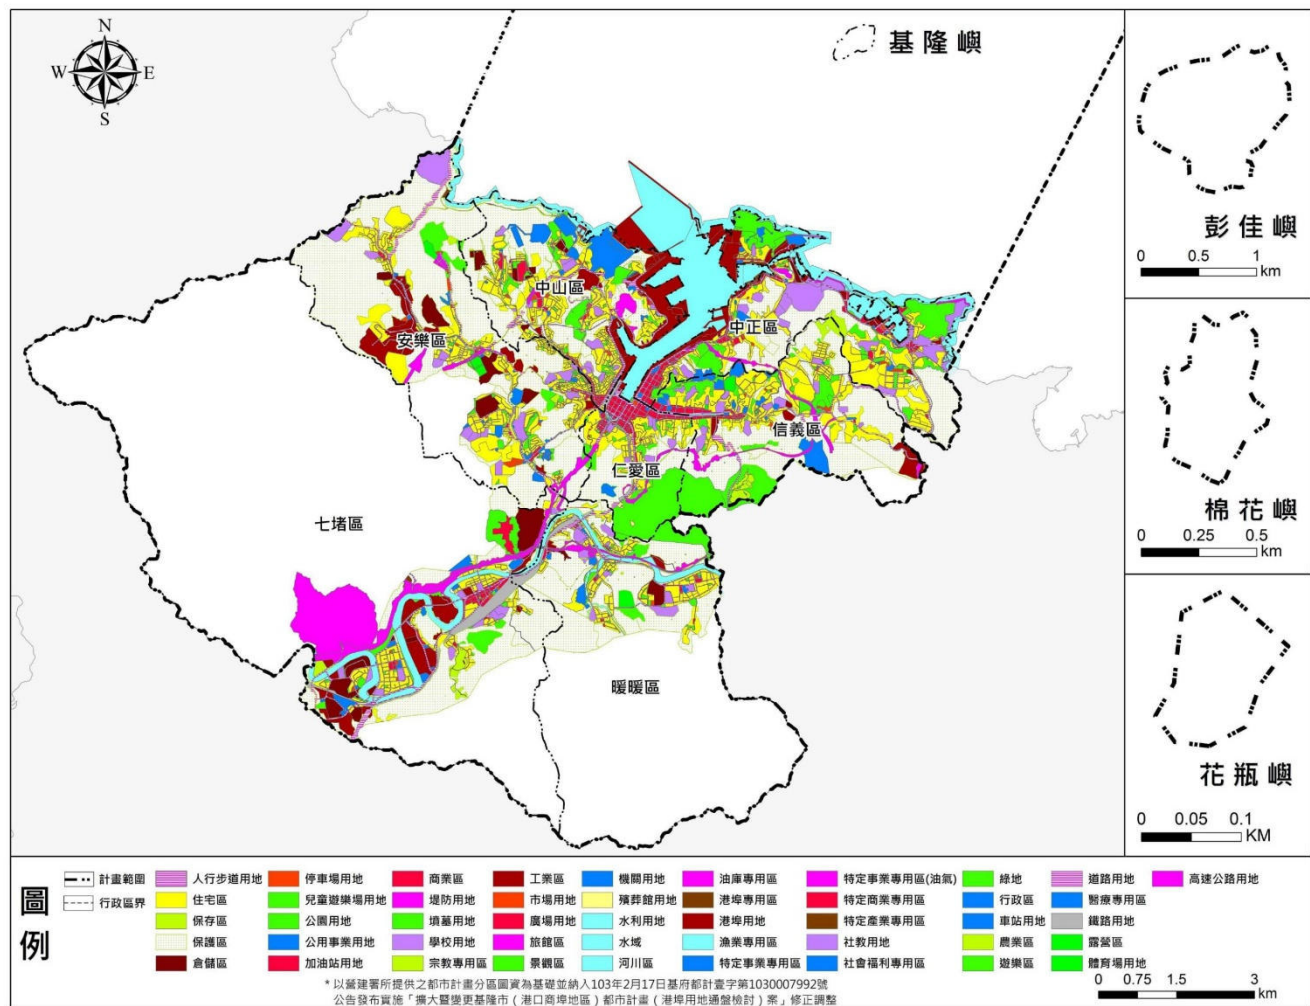 N
W
E
S
基隆嶼
中山區
安樂區
中正區
信義區
仁愛區
七堵區
暖暖區
彭佳嶼
0 0.5 1
km
棉花嶼
0 0.25 0.5
km
花瓶嶼
0 0.05 0.1
KM
圖例
計畫範圍
行政區界
人行步道用地
住宅區
保存區
保護區
倉儲區
停車場用地
兒童遊樂場用地
公園用地
公用事業用地
加油站用地
商業區
堤防用地
墳墓用地
學校用地
宗教專用區
工業區
市場用地
廣場用地
旅館區
景觀區
機關用地
殯葬館用地
水利用地
水域
河川區
油庫專用區
港埠專用區
港埠用地
漁業專用區
特定事業專用區
特定事業專用區(油氣)
特定商業專用區
特定產業專用區
社教用地
社會福利專用區
綠地
行政區
車站用地
農業區
遊樂區
道路用地
醫療專用區
鐵路用地
露營區
體育場用地
高速公路用地
* 以營建署所提供之都市計畫分區圖資為基礎並納入103年2月17日基府都計壹字第1030007992號
公告發布實施「擴大暨變更基隆市（港口商埠地區）都市計畫（港埠用地通盤檢討）案」修正調整
0 0.75 1.5 3
km